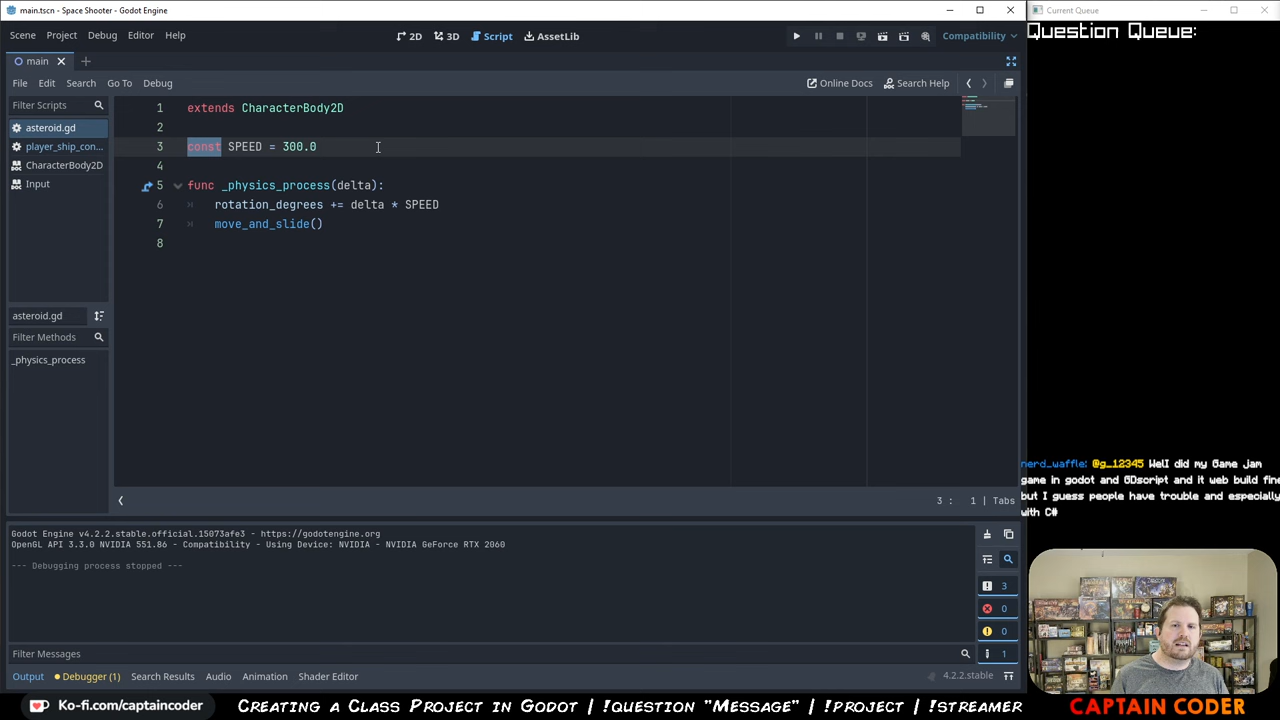 main.tscn - Space Shooter - Godot Engine
Current Queue
Scene Project Debug Editor Help
2D 3D Script AssetLib
Compatibility
Question Queue:
main
File Edit Search Go To Debug
Online Docs Search Help
Filter Scripts
asteroid.gd
player_ship_con...
CharacterBody2D
Input
asteroid.gd
Filter Methods
_physics_process
1 extends CharacterBody2D
2
3 const SPEED = 300.0
4
5 func _physics_process(delta):
6 rotation_degrees += delta * SPEED
7 move_and_slide()
8
3 : 1 | Tabs
Godot Engine v4.2.2.stable.official.15073afe3 - https://godotengine.org
OpenGL API 3.3.0 NVIDIA 551.86 - Compatibility - Using Device: NVIDIA - NVIDIA GeForce RTX 2060
--- Debugging process stopped ---
3
0
0
1
Filter Messages
Output Debugger (1) Search Results Audio Animation Shader Editor
4.2.2.stable
nerd_waffle: @g_12345 Well did my Game jam
game in godot and GDscript and it web build fine
but I guess people have trouble and especially
with C#
Ko-fi.com/captaincoder
Creating a Class Project in Godot | !question "Message" | !project | !streamer
CAPTAIN CODER